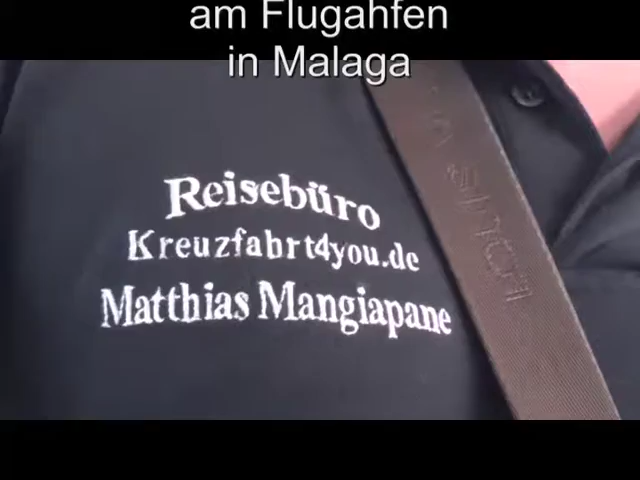 am Flugahfen
in Malaga
Reisebüro
Kreuzfahrt4you.de
Matthias Mangiapane